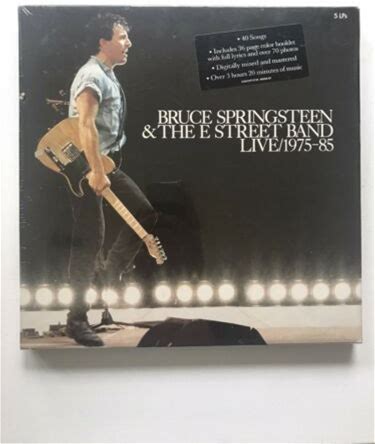 5 LPs
• 40 Songs
• Includes 36 page color booklet
with full lyrics and over 70 photos
• Digitally mixed and mastered
• Over 3 hours 20 minutes of music
BRUCE SPRINGSTEEN
& THE E STREET BAND
LIVE/1975–85